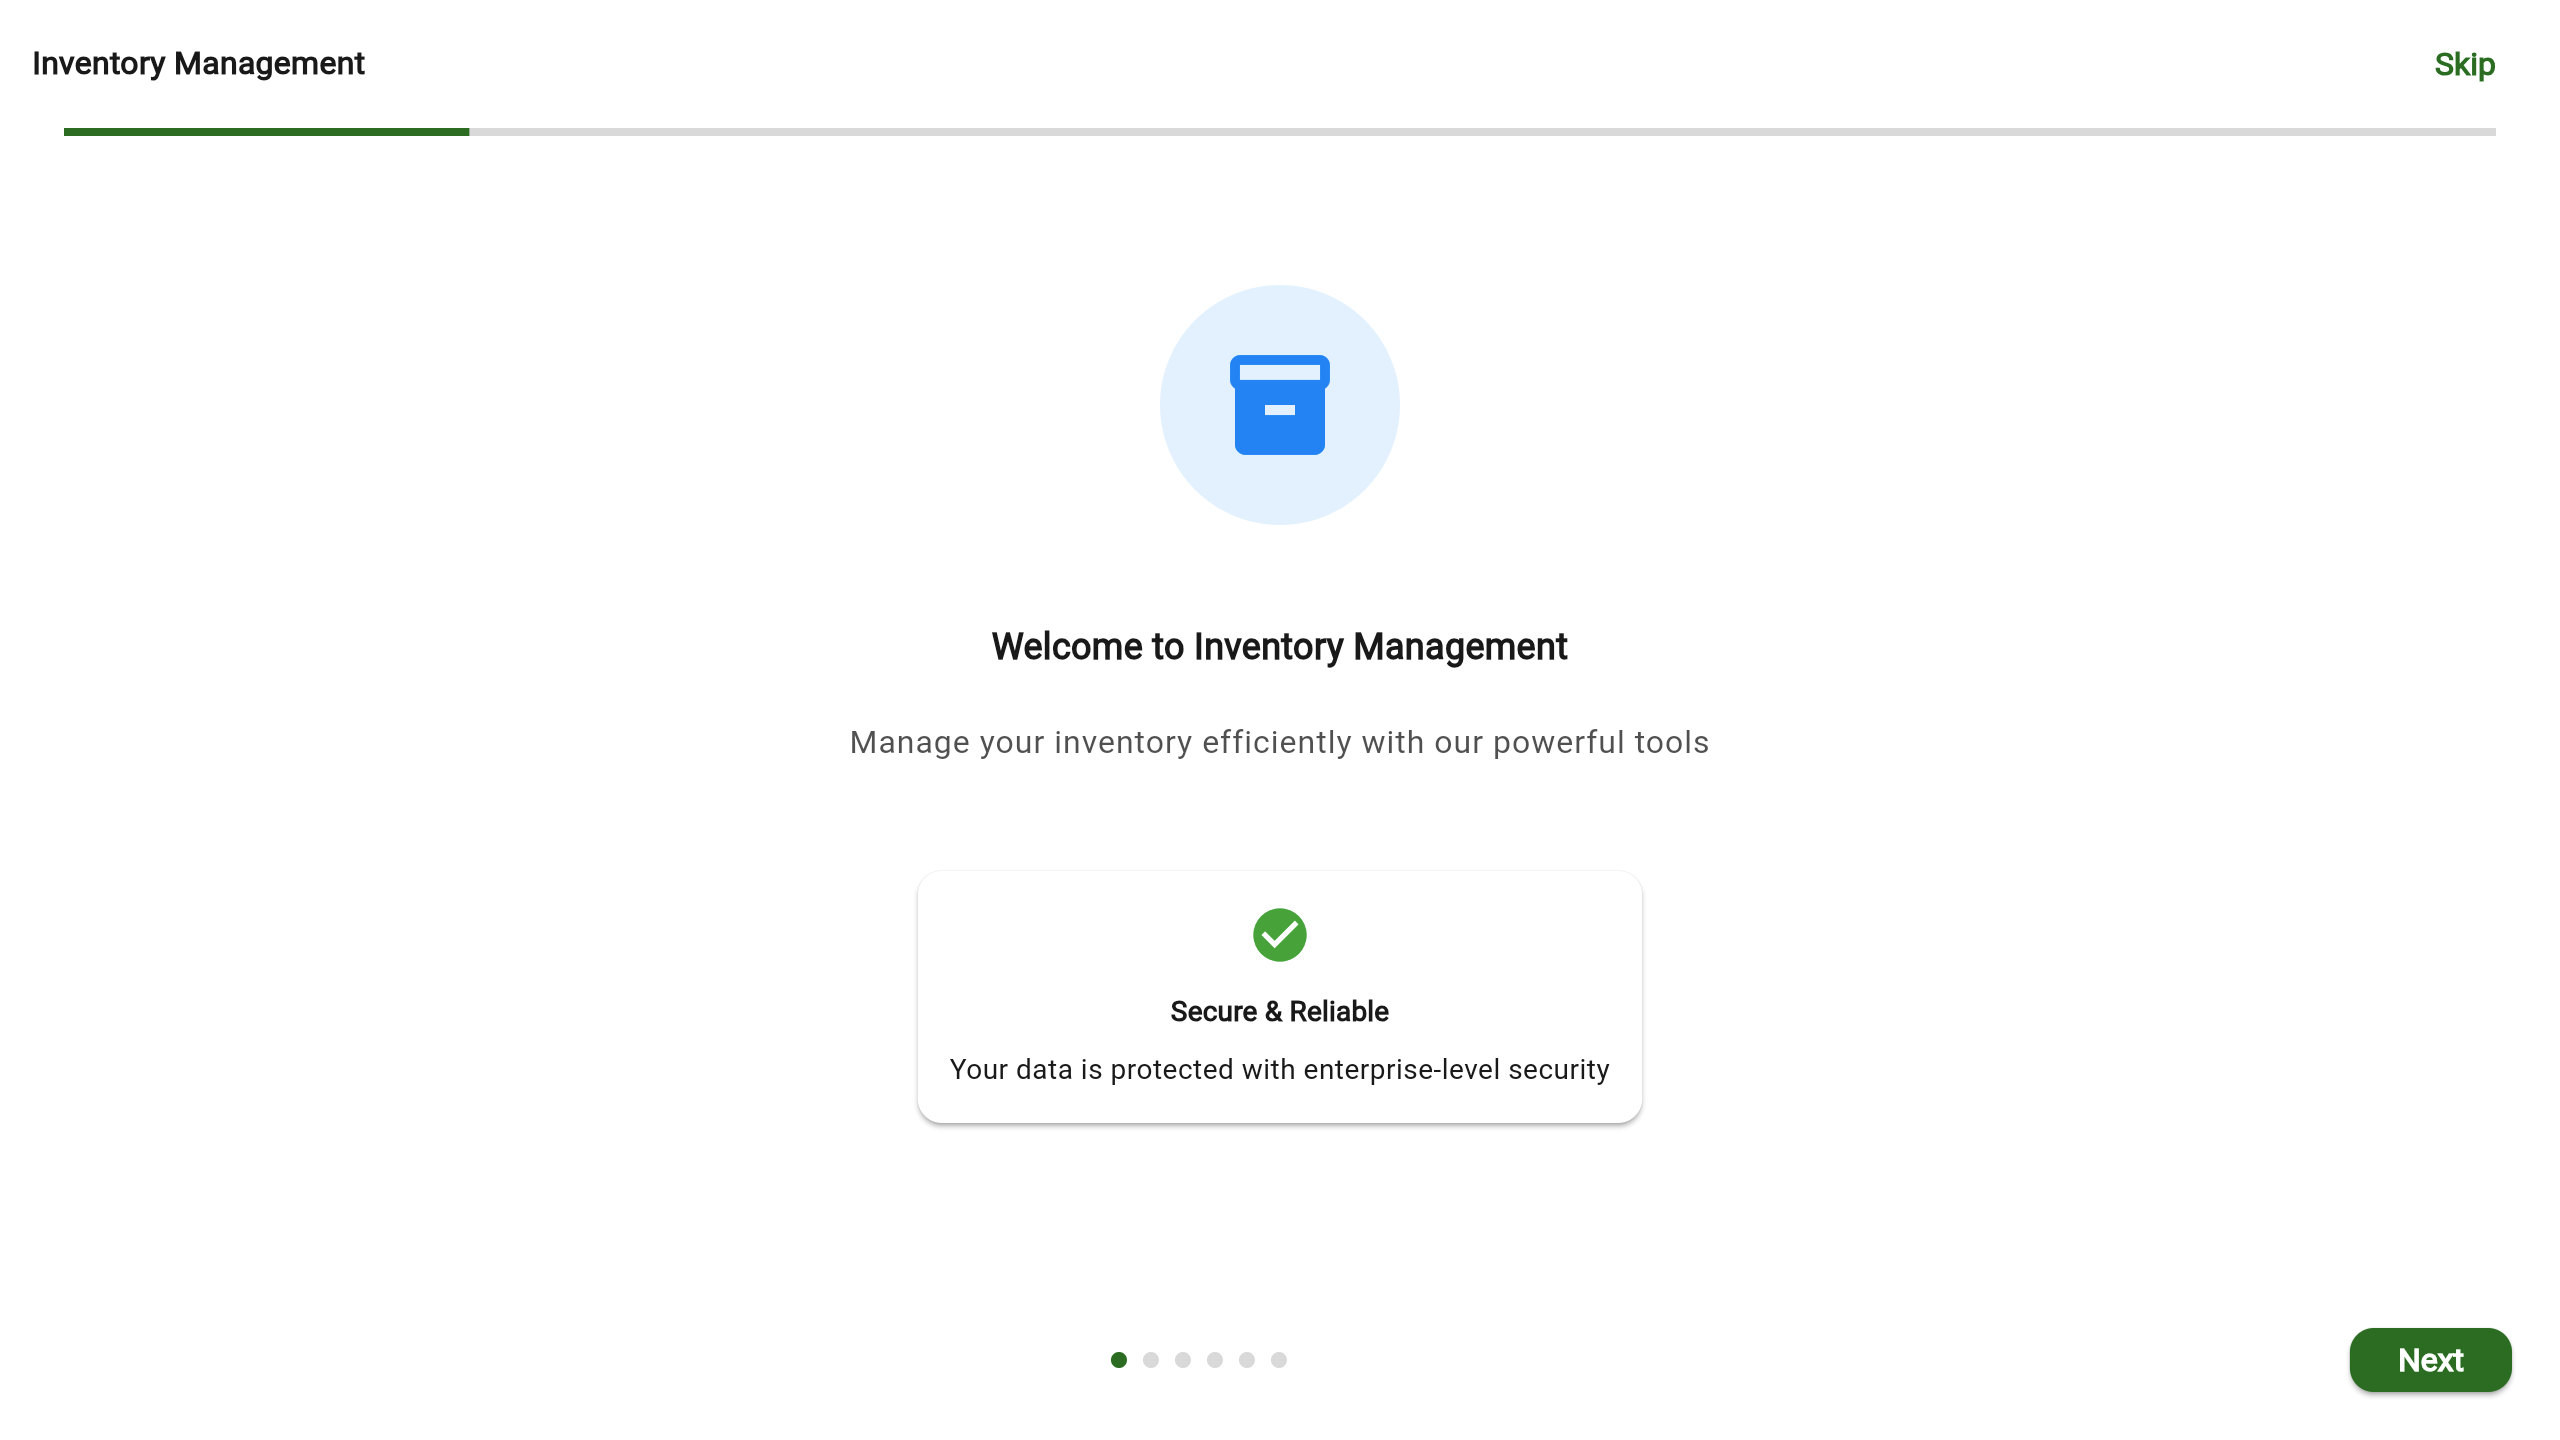 Inventory Management
Skip
Welcome to Inventory Management
Manage your inventory efficiently with our powerful tools
Secure & Reliable
Your data is protected with enterprise-level security
Next